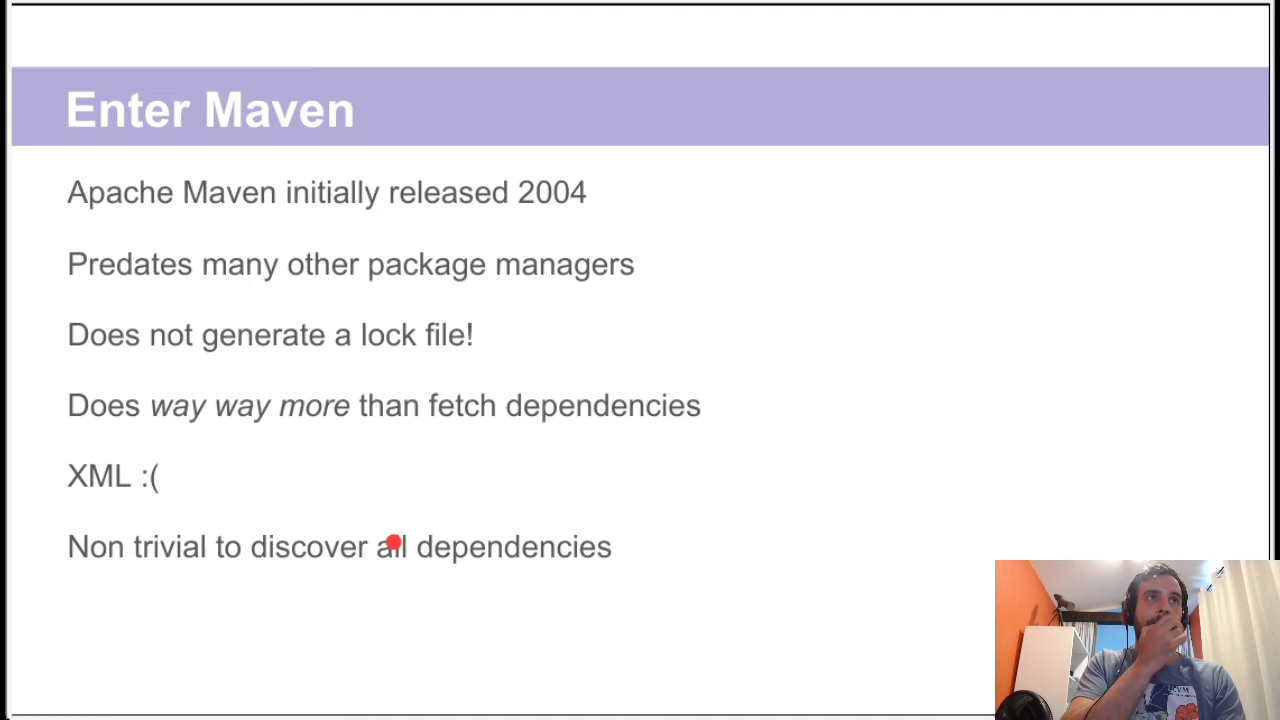 Enter Maven
Apache Maven initially released 2004
Predates many other package managers
Does not generate a lock file!
Does way way more than fetch dependencies
XML :(
Non trivial to discover all dependencies